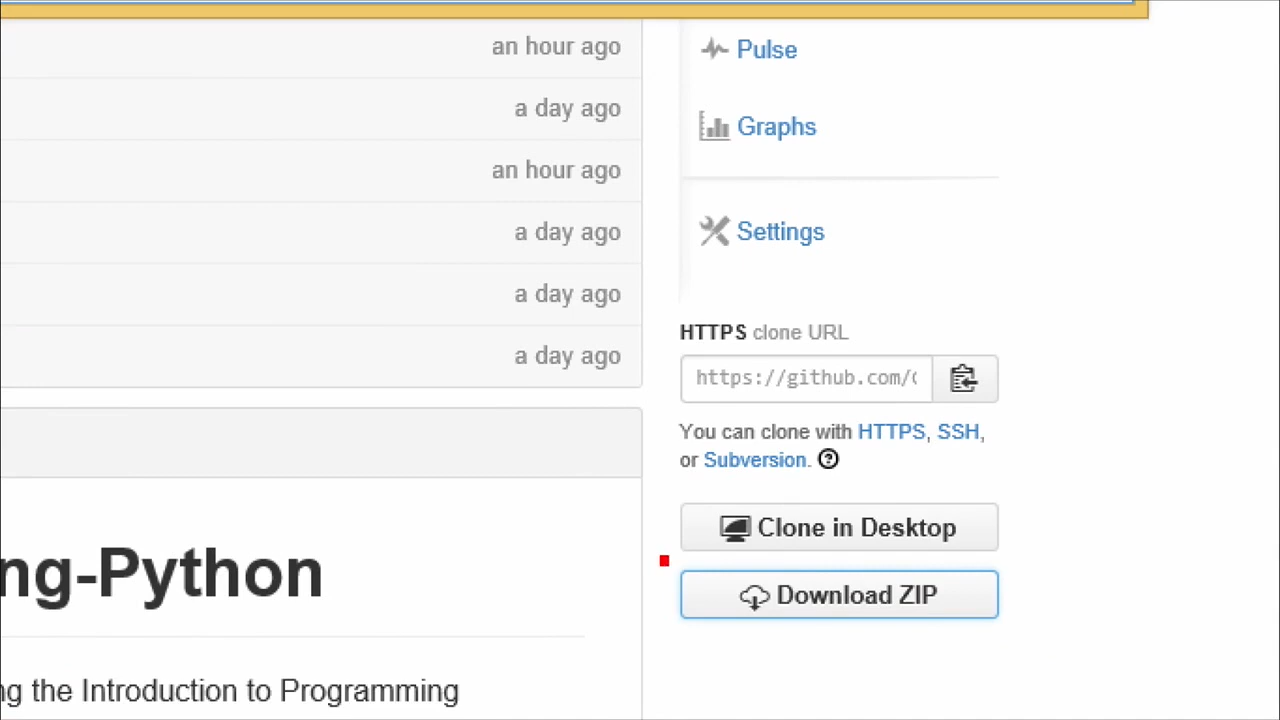 an hour ago
a day ago
an hour ago
a day ago
a day ago
a day ago
ng-Python
ng the Introduction to Programming
Pulse
Graphs
Settings
HTTPS clone URL
https://github.com/
You can clone with HTTPS, SSH,
or Subversion.
Clone in Desktop
Download ZIP